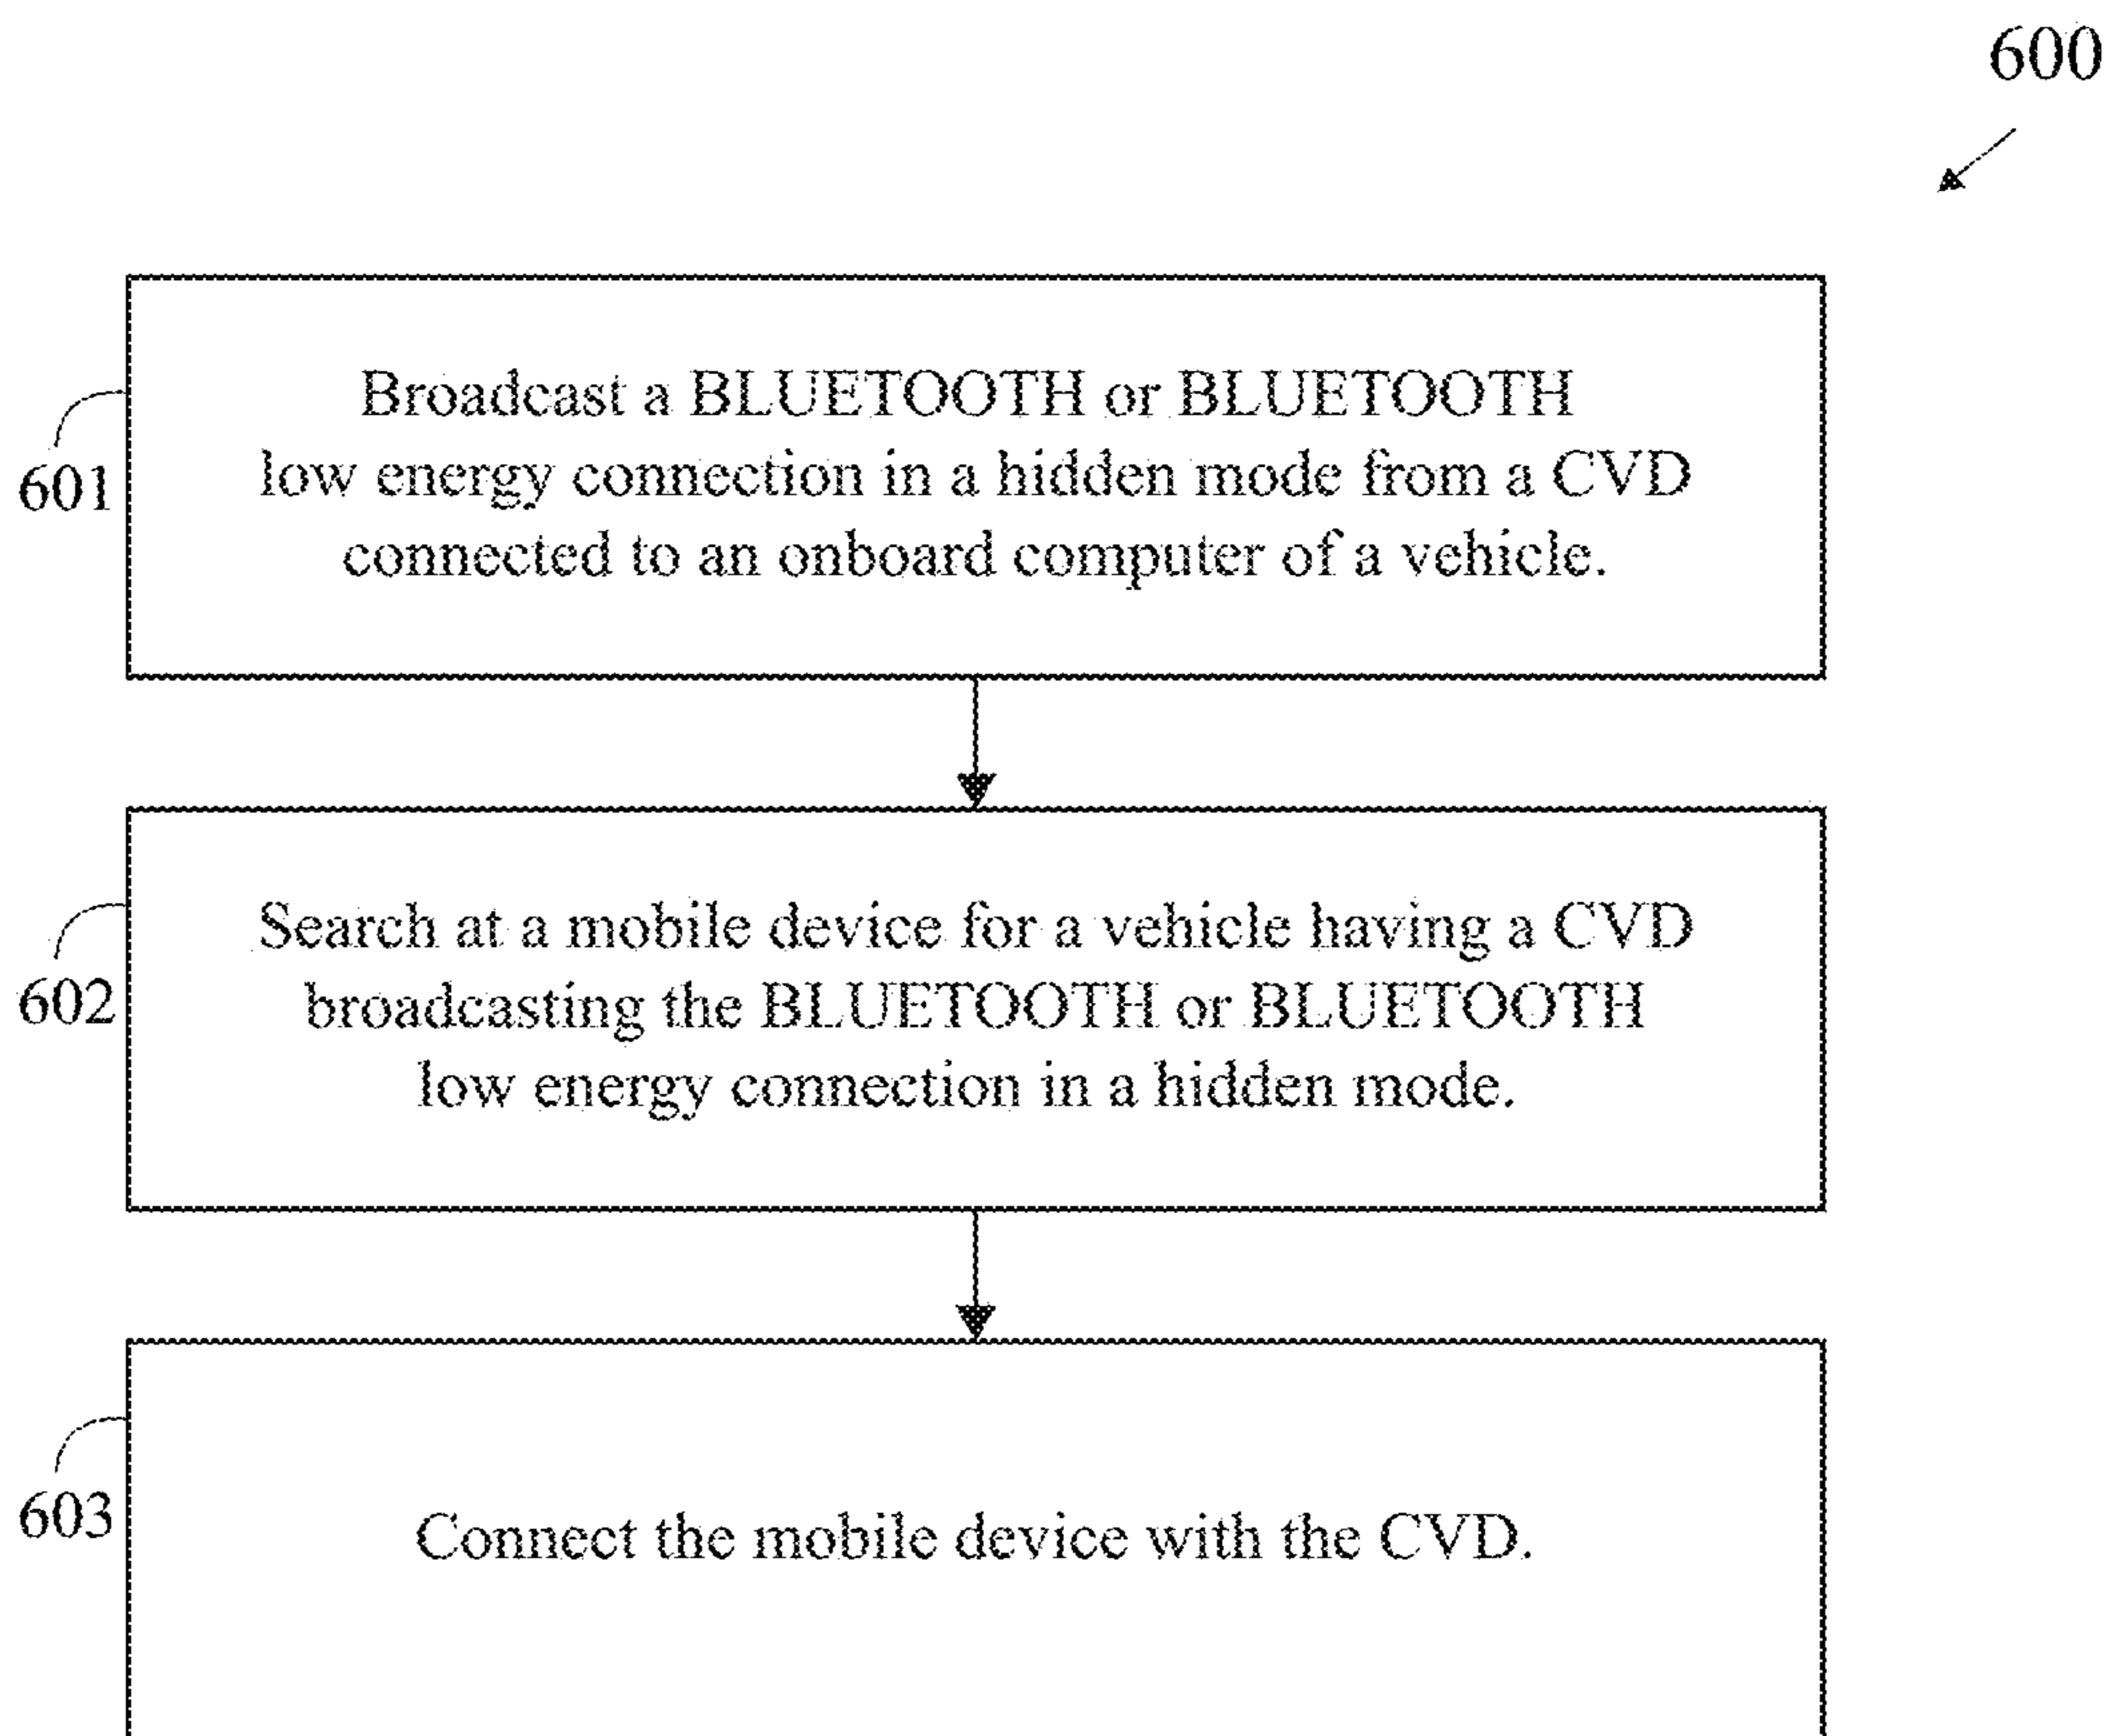 600
Broadcast a BLUETOOTH or BLUETOOTH
low energy connection in a hidden mode from a CVD
connected to an onboard computer of a vehicle.
601
Search at a mobile device for a vehicle having a CVD
broadcasting the BLUETOOTH or BLUETOOTH
low energy connection in a hidden mode.
602
Connect the mobile device with the CVD.
603